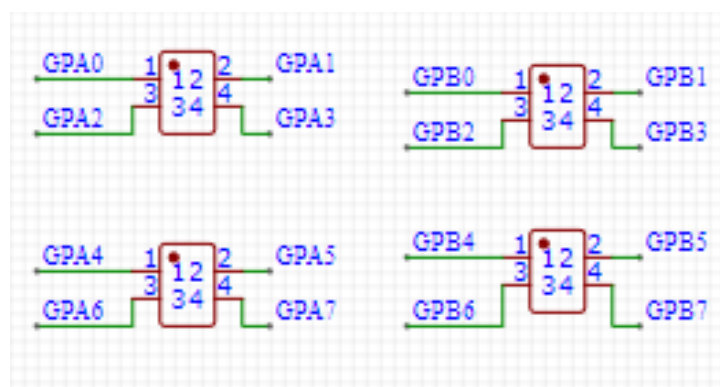 GPA0 1 12 2 GPA1
GPA2 3 34 4 GPA3
GPB0 1 12 2 GPB1
GPB2 3 34 4 GPB3
GPA4 1 12 2 GPA5
GPA6 3 34 4 GPA7
GPB4 1 12 2 GPB5
GPB6 3 34 4 GPB7